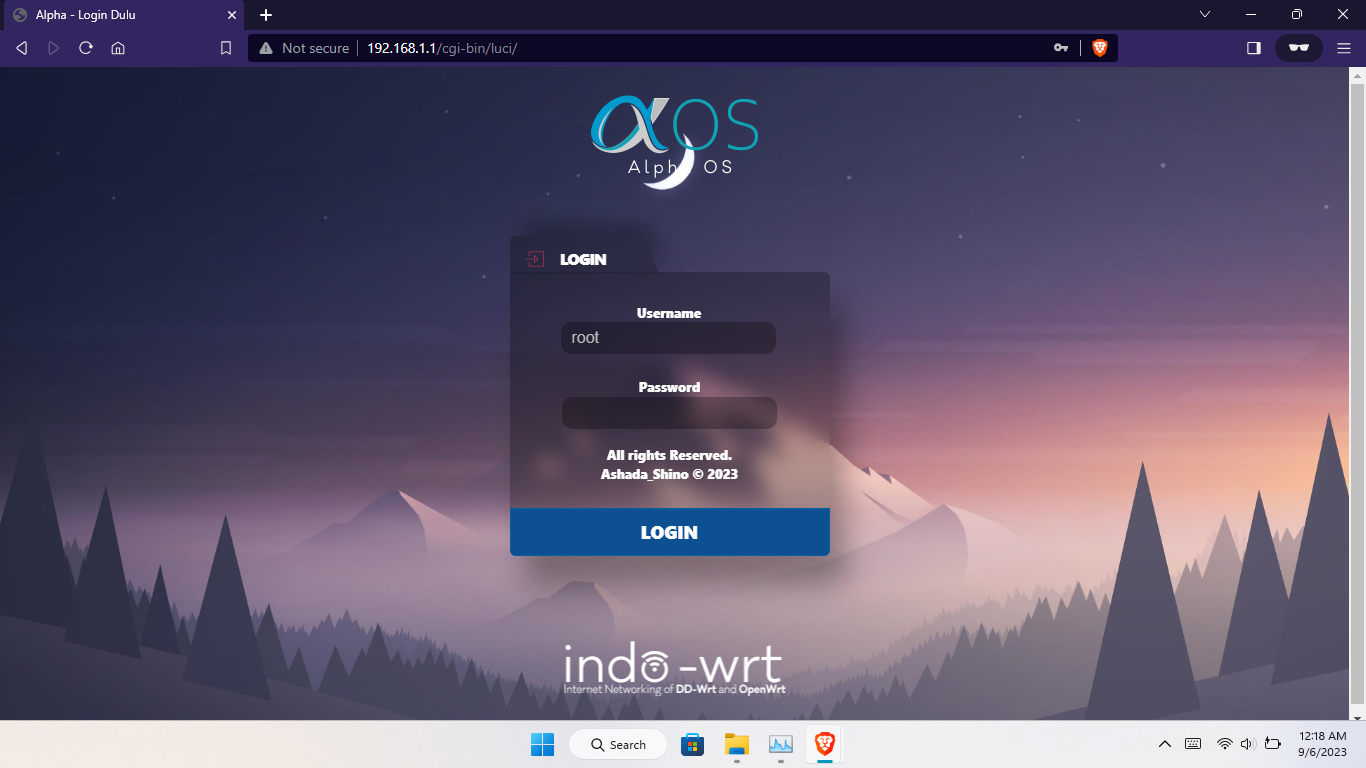 Alpha - Login Dulu
Not secure
192.168.1.1/cgi-bin/luci/
αOS
Alpha OS
LOGIN
Username
root
Password
All rights Reserved.
Ashada_Shino © 2023
LOGIN
indo-wrt
Internet Networking of DD-Wrt and OpenWrt
Search
12:18 AM
9/6/2023